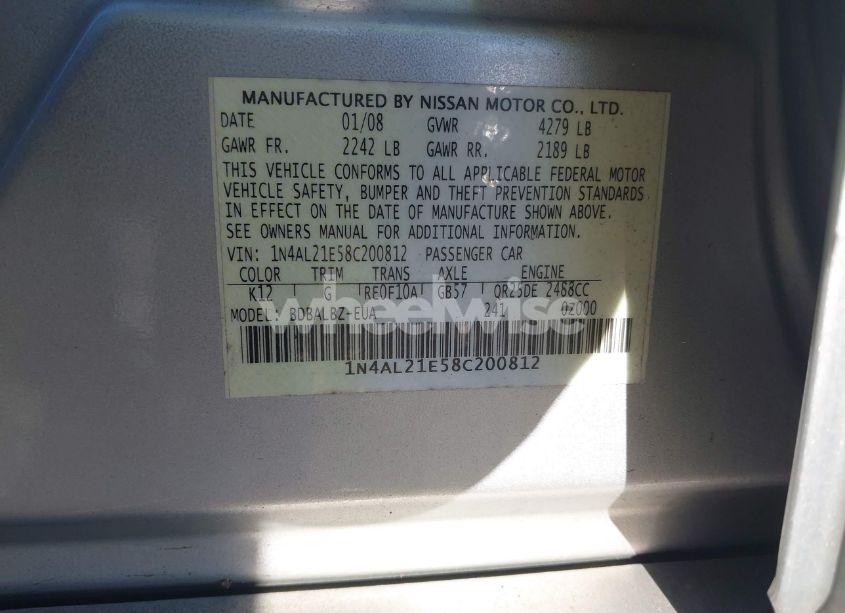 MANUFACTURED BY NISSAN MOTOR CO., LTD.
DATE 01/08 GVWR 4279 LB
GAWR FR. 2242 LB GAWR RR. 2189 LB
THIS VEHICLE CONFORMS TO ALL APPLICABLE FEDERAL MOTOR
VEHICLE SAFETY, BUMPER AND THEFT PREVENTION STANDARDS
IN EFFECT ON THE DATE OF MANUFACTURE SHOWN ABOVE.
SEE OWNERS MANUAL FOR ADDITIONAL INFORMATION.
VIN: 1N4AL21E58C200812 PASSENGER CAR
COLOR TRIM TRANS AXLE ENGINE
K12 G RE0F10A GB57 QR25DE 2488CC
MODEL: BDBALBZ-EUA 241 0Z000
wheelwise
1N4AL21E58C200812